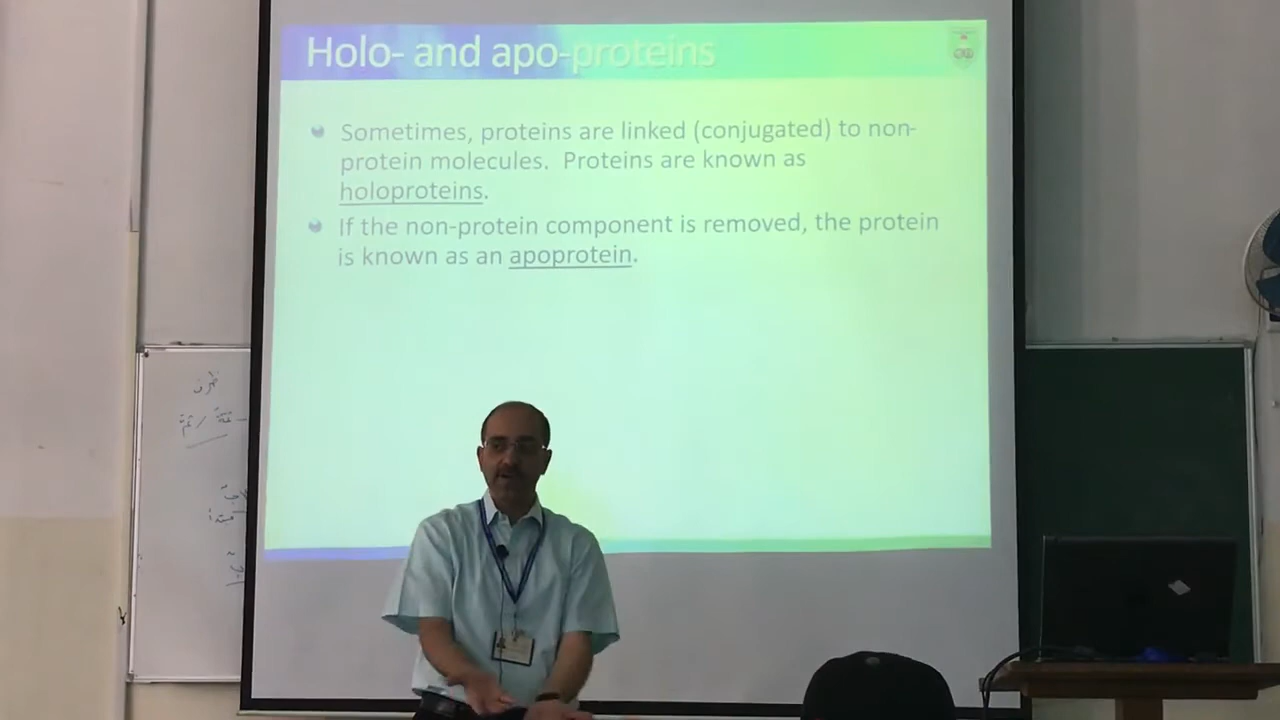 Holo- and apo-proteins
Sometimes, proteins are linked (conjugated) to non-
protein molecules. Proteins are known as
holoproteins.
If the non-protein component is removed, the protein
is known as an apoprotein.
ظرف